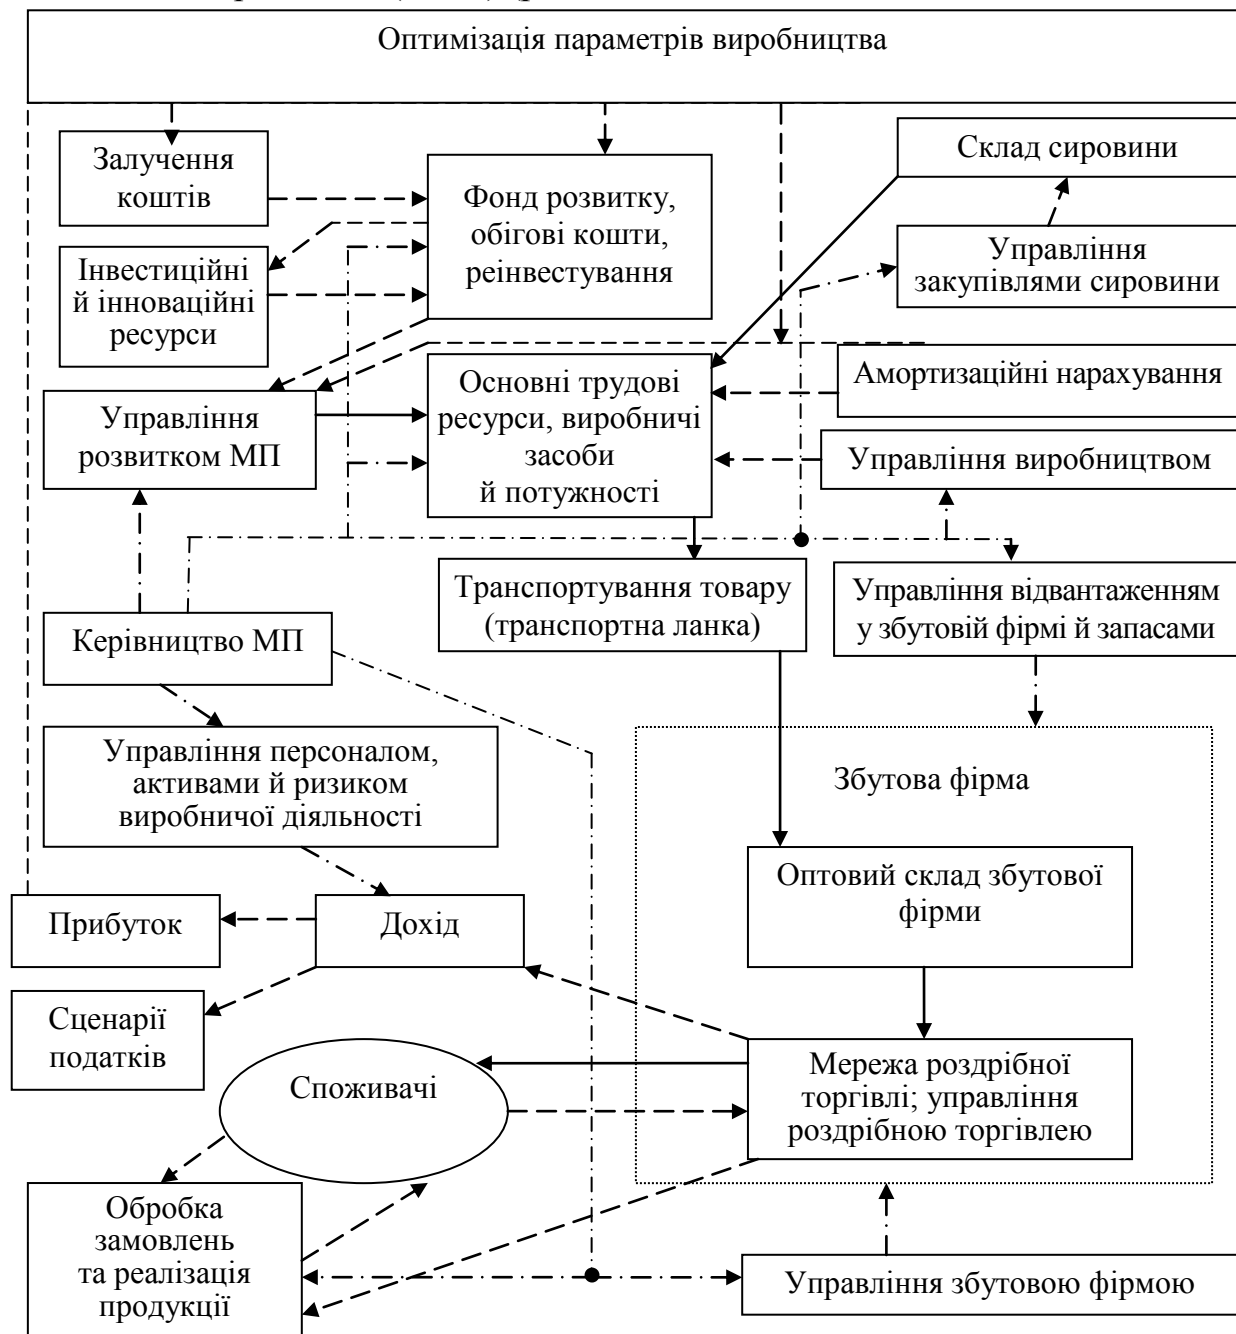 Оптимізація параметрів виробництва
Залучення
коштів
Фонд розвитку,
обігові кошти,
реінвестування
Склад сировини
Інвестиційні
й інноваційні
ресурси
Управління
закупівлями сировини
Основні трудові
ресурси, виробничі
засоби
й потужності
Амортизаційні нарахування
Управління
розвитком МП
Управління виробництвом
Транспортування товару
(транспортна ланка)
Управління відвантаженням
у збутовій фірмі й запасами
Керівництво МП
Управління персоналом,
активами й ризиком
виробничої діяльності
Збутова фірма
Оптовий склад збутової
фірми
Прибуток
Дохід
Сценарії
податків
Споживачі
Мережа роздрібної
торгівлі; управління
роздрібною торгівлею
Обробка
замовлень
та реалізація
продукції
Управління збутовою фірмою